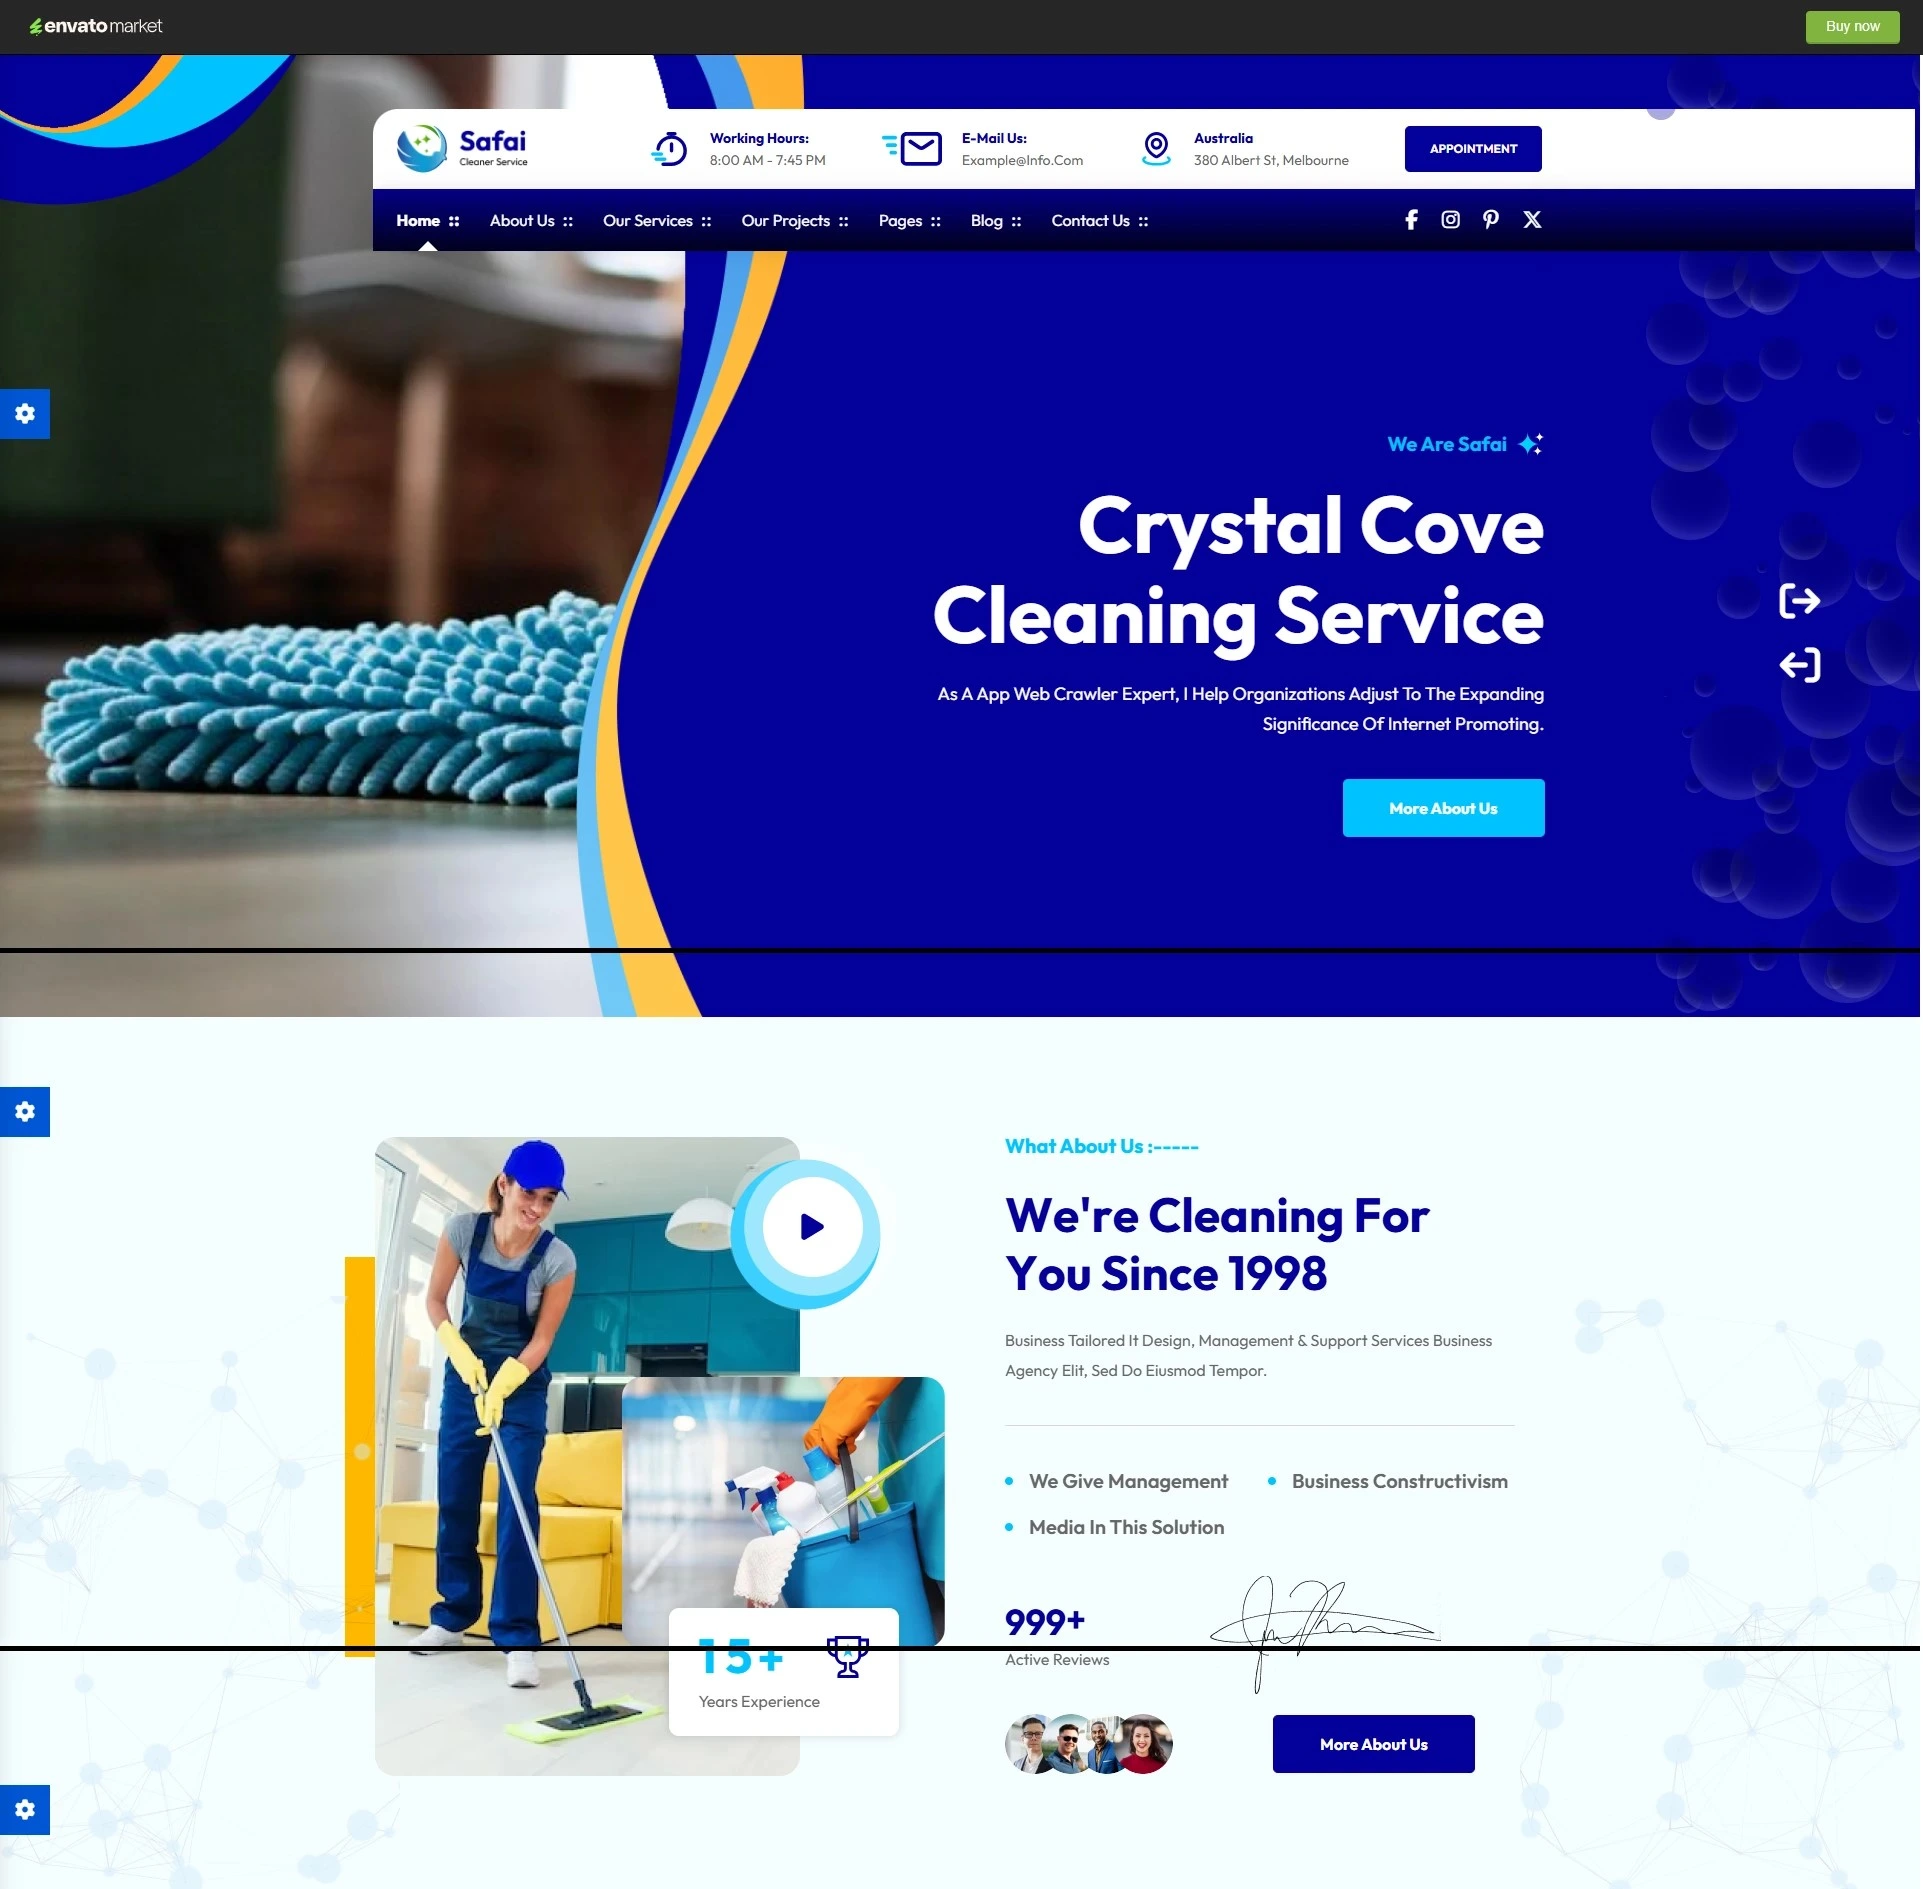 envato market
Buy now
Safai
Cleaner Service
Working Hours:
8:00 AM - 7:45 PM
E-Mail Us:
Example@Info.Com
Australia
380 Albert St, Melbourne
APPOINTMENT
Home
About Us
Our Services
Our Projects
Pages
Blog
Contact Us
We Are Safai
Crystal Cove
Cleaning Service
As A App Web Crawler Expert, I Help Organizations Adjust To The Expanding
Significance Of Internet Promoting.
More About Us
What About Us :-----
We're Cleaning For
You Since 1998
Business Tailored It Design, Management & Support Services Business
Agency Elit, Sed Do Eiusmod Tempor.
We Give Management
Business Constructivism
Media In This Solution
999+
Active Reviews
15+
Years Experience
More About Us